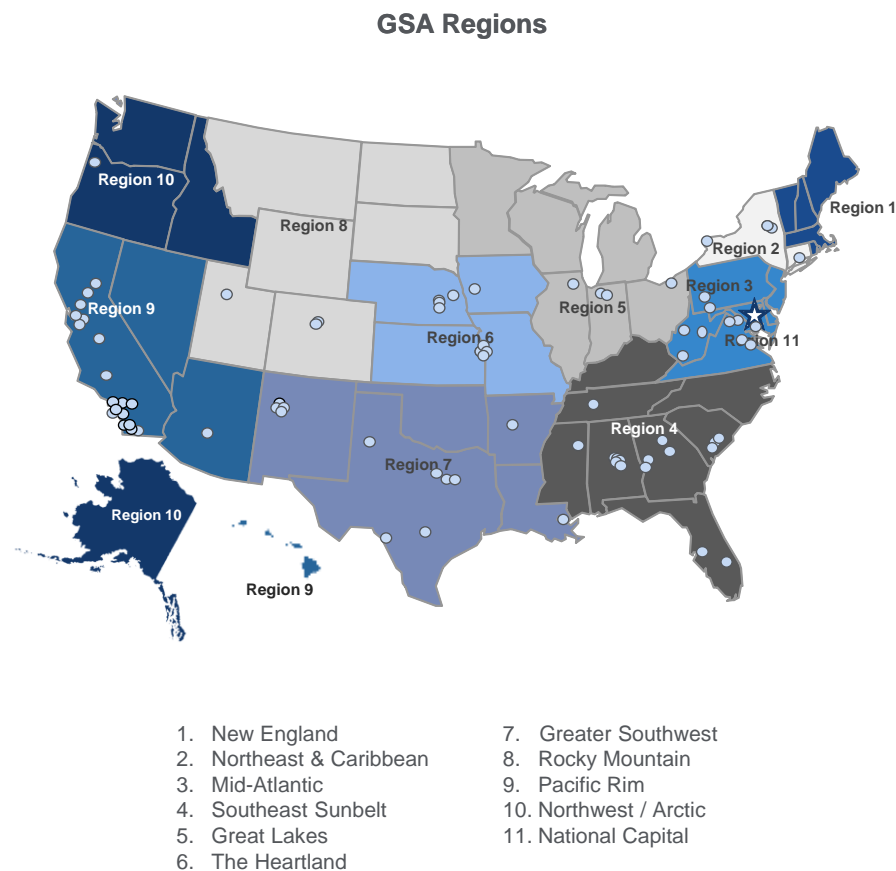 GSA Regions
Region 10
Region 1
Region 8
Region 2
Region 3
Region 9
Region 5
Region 6
Region 11
Region 4
Region 7
Region 10
Region 9
1. New England
2. Northeast & Caribbean
3. Mid-Atlantic
4. Southeast Sunbelt
5. Great Lakes
6. The Heartland
7. Greater Southwest
8. Rocky Mountain
9. Pacific Rim
10. Northwest / Arctic
11. National Capital